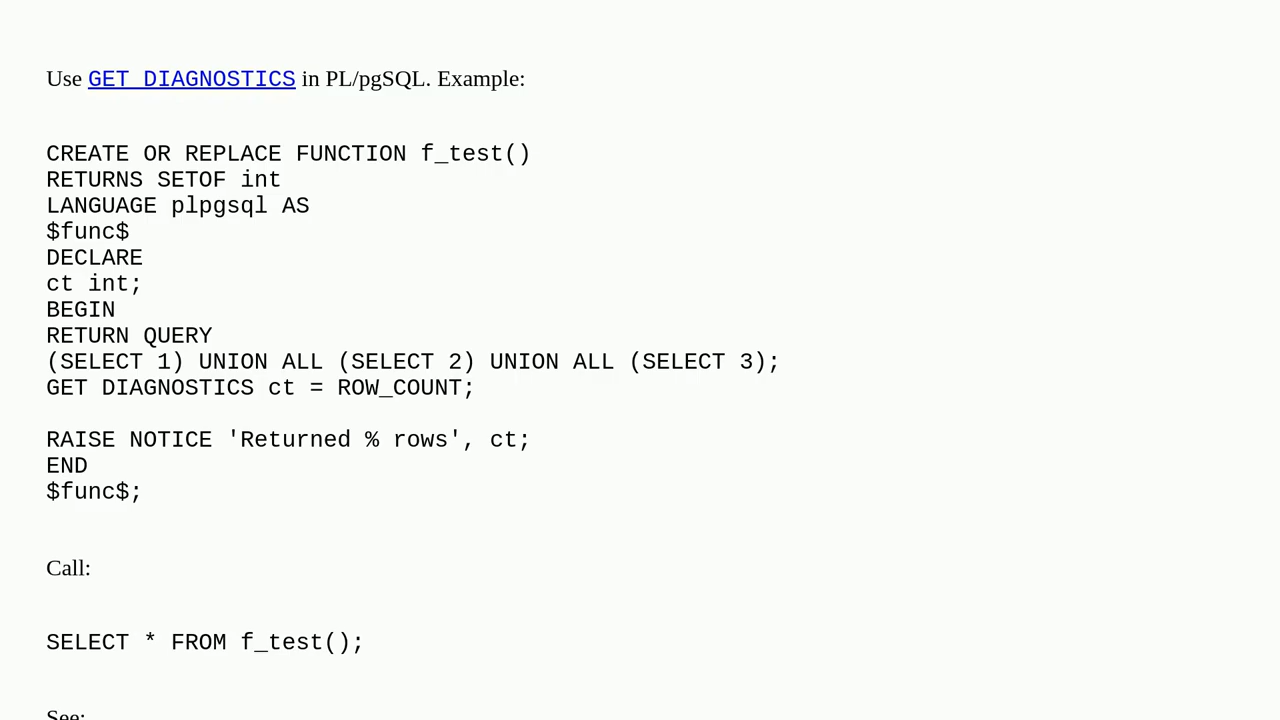 Use GET DIAGNOSTICS in PL/pgSQL. Example:
CREATE OR REPLACE FUNCTION f_test()
RETURNS SETOF int
LANGUAGE plpgsql AS
$func$
DECLARE
ct int;
BEGIN
RETURN QUERY
(SELECT 1) UNION ALL (SELECT 2) UNION ALL (SELECT 3);
GET DIAGNOSTICS ct = ROW_COUNT;
RAISE NOTICE 'Returned % rows', ct;
END
$func$;
Call:
SELECT * FROM f_test();
See: